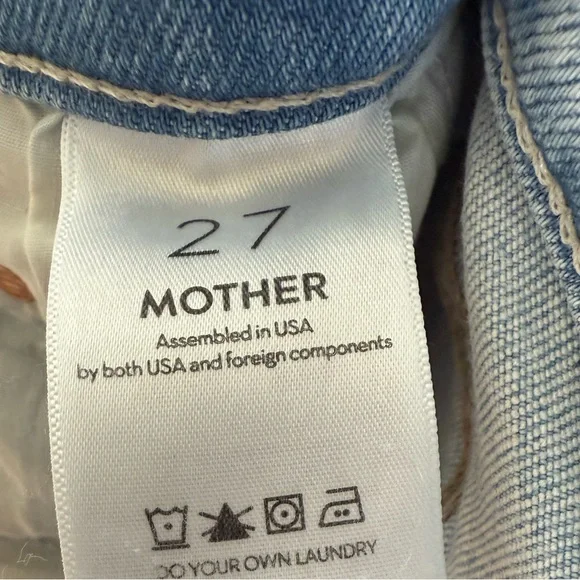 27
MOTHER
Assembled in USA
by both USA and foreign components
DO YOUR OWN LAUNDRY